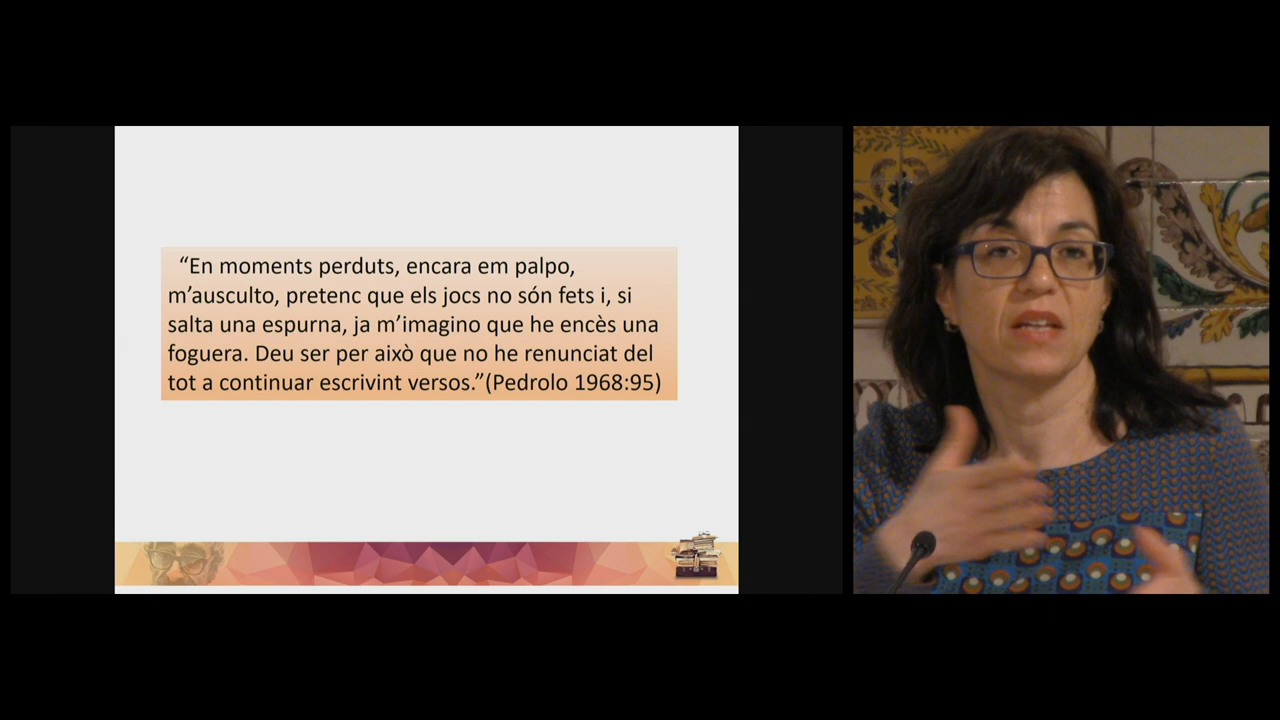 “En moments perduts, encara em palpo,
m’ausculto, pretenc que els jocs no són fets i, si
salta una espurna, ja m’imagino que he encès una
foguera. Deu ser per això que no he renunciat del
tot a continuar escrivint versos.”(Pedrolo 1968:95)